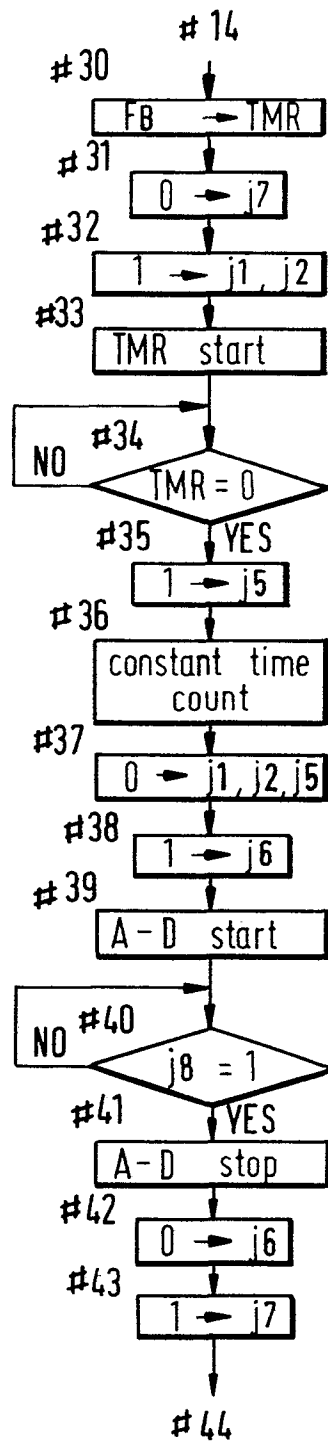 #14
#30
FB → TMR
#31
0 → j7
#32
1 → j1, j2
#33
TMR start
#34
NO
TMR = 0
#35
YES
1 → j5
#36
constant time
count
#37
0 → j1, j2, j5
#38
1 → j6
#39
A-D start
#40
NO
j8 = 1
#41
YES
A-D stop
#42
0 → j6
#43
1 → j7
#44